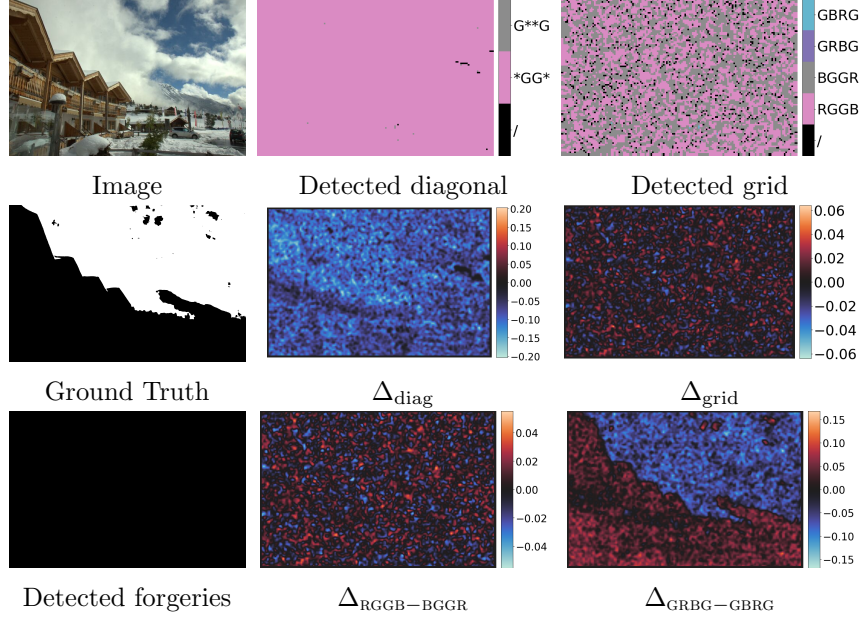 G**G
*GG*
/
GBRG
GRBG
BGGR
RGGB
/
Image
Detected diagonal
Detected grid
0.20
0.15
0.10
0.05
0.00
−0.05
−0.10
−0.15
−0.20
0.06
0.04
0.02
0.00
−0.02
−0.04
−0.06
Ground Truth
Δdiag
Δgrid
0.04
0.02
0.00
−0.02
−0.04
0.15
0.10
0.05
0.00
−0.05
−0.10
−0.15
Detected forgeries
ΔRGGB−BGGR
ΔGRBG−GBRG